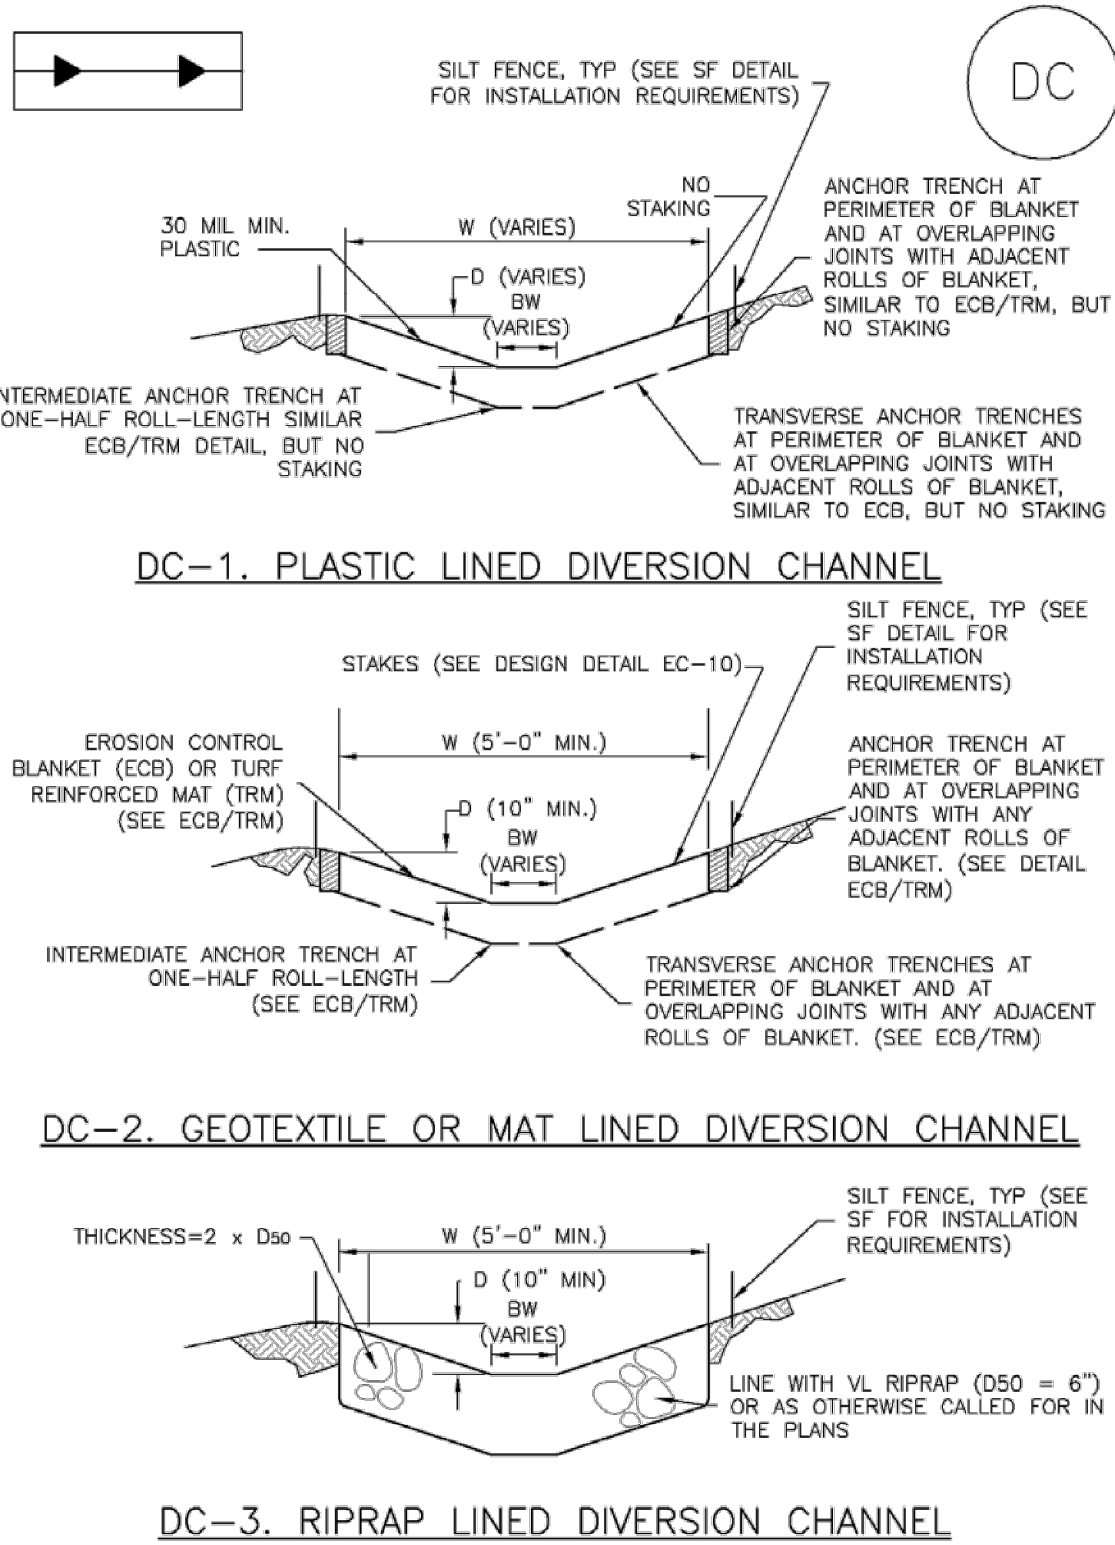 DC
SILT FENCE, TYP (SEE SF DETAIL
FOR INSTALLATION REQUIREMENTS)
NO
STAKING
30 MIL MIN.
PLASTIC
W (VARIES)
D (VARIES)
BW
(VARIES)
ANCHOR TRENCH AT
PERIMETER OF BLANKET
AND AT OVERLAPPING
JOINTS WITH ADJACENT
ROLLS OF BLANKET,
SIMILAR TO ECB/TRM, BUT
NO STAKING
NTERMEDIATE ANCHOR TRENCH AT
ONE-HALF ROLL-LENGTH SIMILAR
ECB/TRM DETAIL, BUT NO
STAKING
TRANSVERSE ANCHOR TRENCHES
AT PERIMETER OF BLANKET AND
AT OVERLAPPING JOINTS WITH
ADJACENT ROLLS OF BLANKET,
SIMILAR TO ECB, BUT NO STAKING
DC-1. PLASTIC LINED DIVERSION CHANNEL
SILT FENCE, TYP (SEE
SF DETAIL FOR
INSTALLATION
REQUIREMENTS)
STAKES (SEE DESIGN DETAIL EC-10)
EROSION CONTROL
BLANKET (ECB) OR TURF
REINFORCED MAT (TRM)
(SEE ECB/TRM)
W (5'-0" MIN.)
D (10" MIN.)
BW
(VARIES)
ANCHOR TRENCH AT
PERIMETER OF BLANKET
AND AT OVERLAPPING
JOINTS WITH ANY
ADJACENT ROLLS OF
BLANKET. (SEE DETAIL
ECB/TRM)
INTERMEDIATE ANCHOR TRENCH AT
ONE-HALF ROLL-LENGTH
(SEE ECB/TRM)
TRANSVERSE ANCHOR TRENCHES AT
PERIMETER OF BLANKET AND AT
OVERLAPPING JOINTS WITH ANY ADJACENT
ROLLS OF BLANKET. (SEE ECB/TRM)
DC-2. GEOTEXTILE OR MAT LINED DIVERSION CHANNEL
SILT FENCE, TYP (SEE
SF FOR INSTALLATION
REQUIREMENTS)
THICKNESS=2 x D50
W (5'-0" MIN.)
D (10" MIN)
BW
(VARIES)
LINE WITH VL RIPRAP (D50 = 6")
OR AS OTHERWISE CALLED FOR IN
THE PLANS
DC-3. RIPRAP LINED DIVERSION CHANNEL